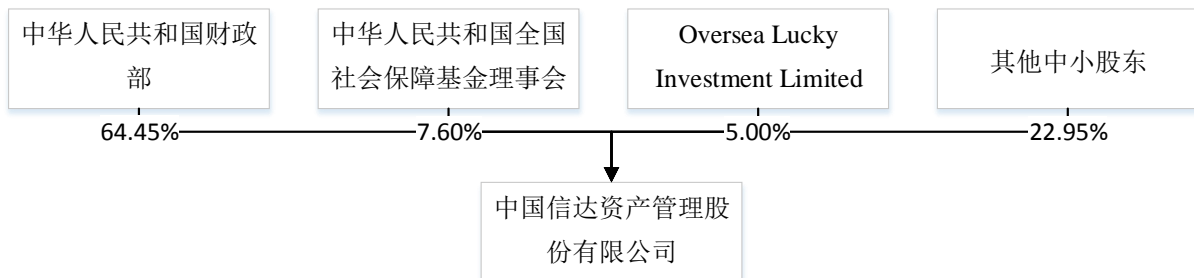 中华人民共和国财政
部
中华人民共和国全国
社会保障基金理事会
Oversea Lucky
Investment Limited
其他中小股东
64.45%
7.60%
5.00%
22.95%
中国信达资产管理股
份有限公司